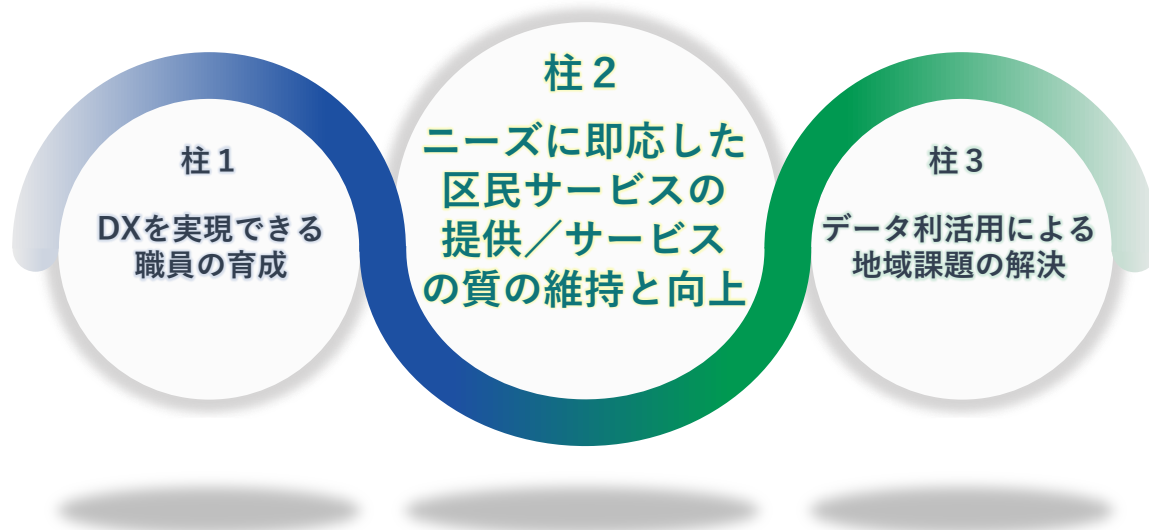 柱1
DXを実現できる
職員の育成
柱2
ニーズに即応した
区民サービスの
提供／サービス
の質の維持と向上
柱3
データ利活用による
地域課題の解決